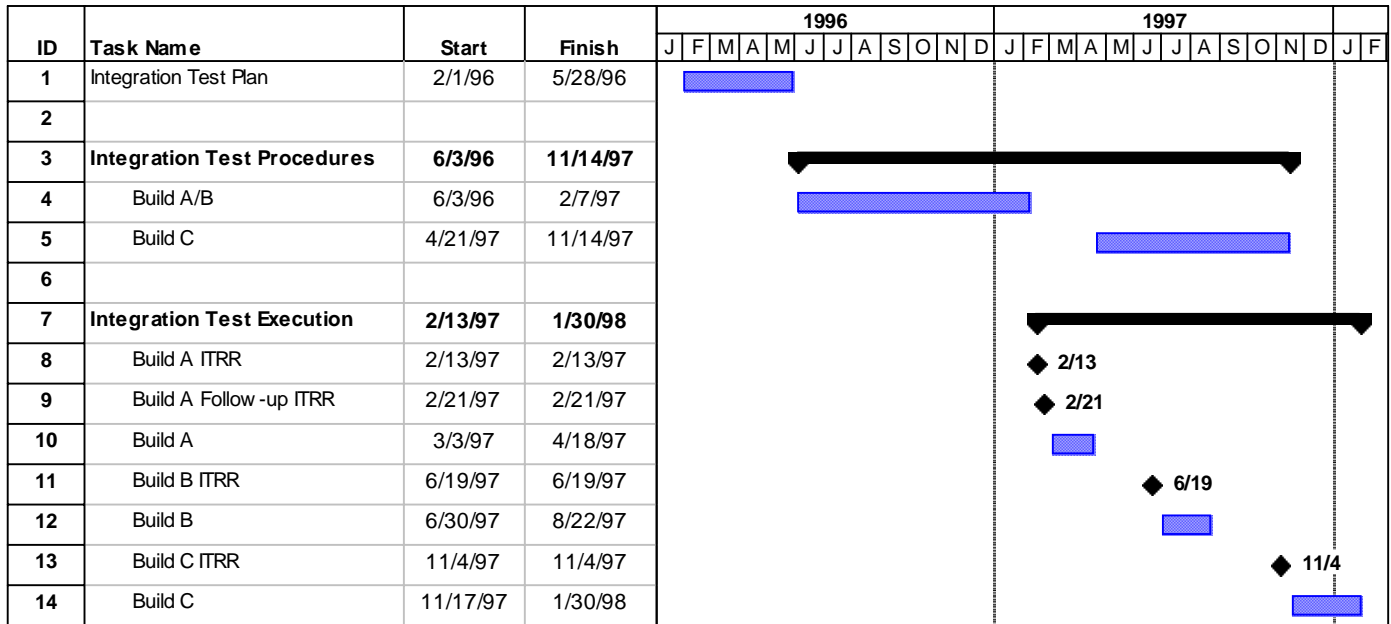 1996 1997
ID Task Name Start Finish J F M A M J J A S O N D J F M A M J J A S O N D J F
1 Integration Test Plan 2/1/96 5/28/96
2
3 Integration Test Procedures 6/3/96 11/14/97
4 Build A/B 6/3/96 2/7/97
5 Build C 4/21/97 11/14/97
6
7 Integration Test Execution 2/13/97 1/30/98
8 Build A ITRR 2/13/97 2/13/97 2/13
9 Build A Follow-up ITRR 2/21/97 2/21/97 2/21
10 Build A 3/3/97 4/18/97
11 Build B ITRR 6/19/97 6/19/97 6/19
12 Build B 6/30/97 8/22/97
13 Build C ITRR 11/4/97 11/4/97 11/4
14 Build C 11/17/97 1/30/98